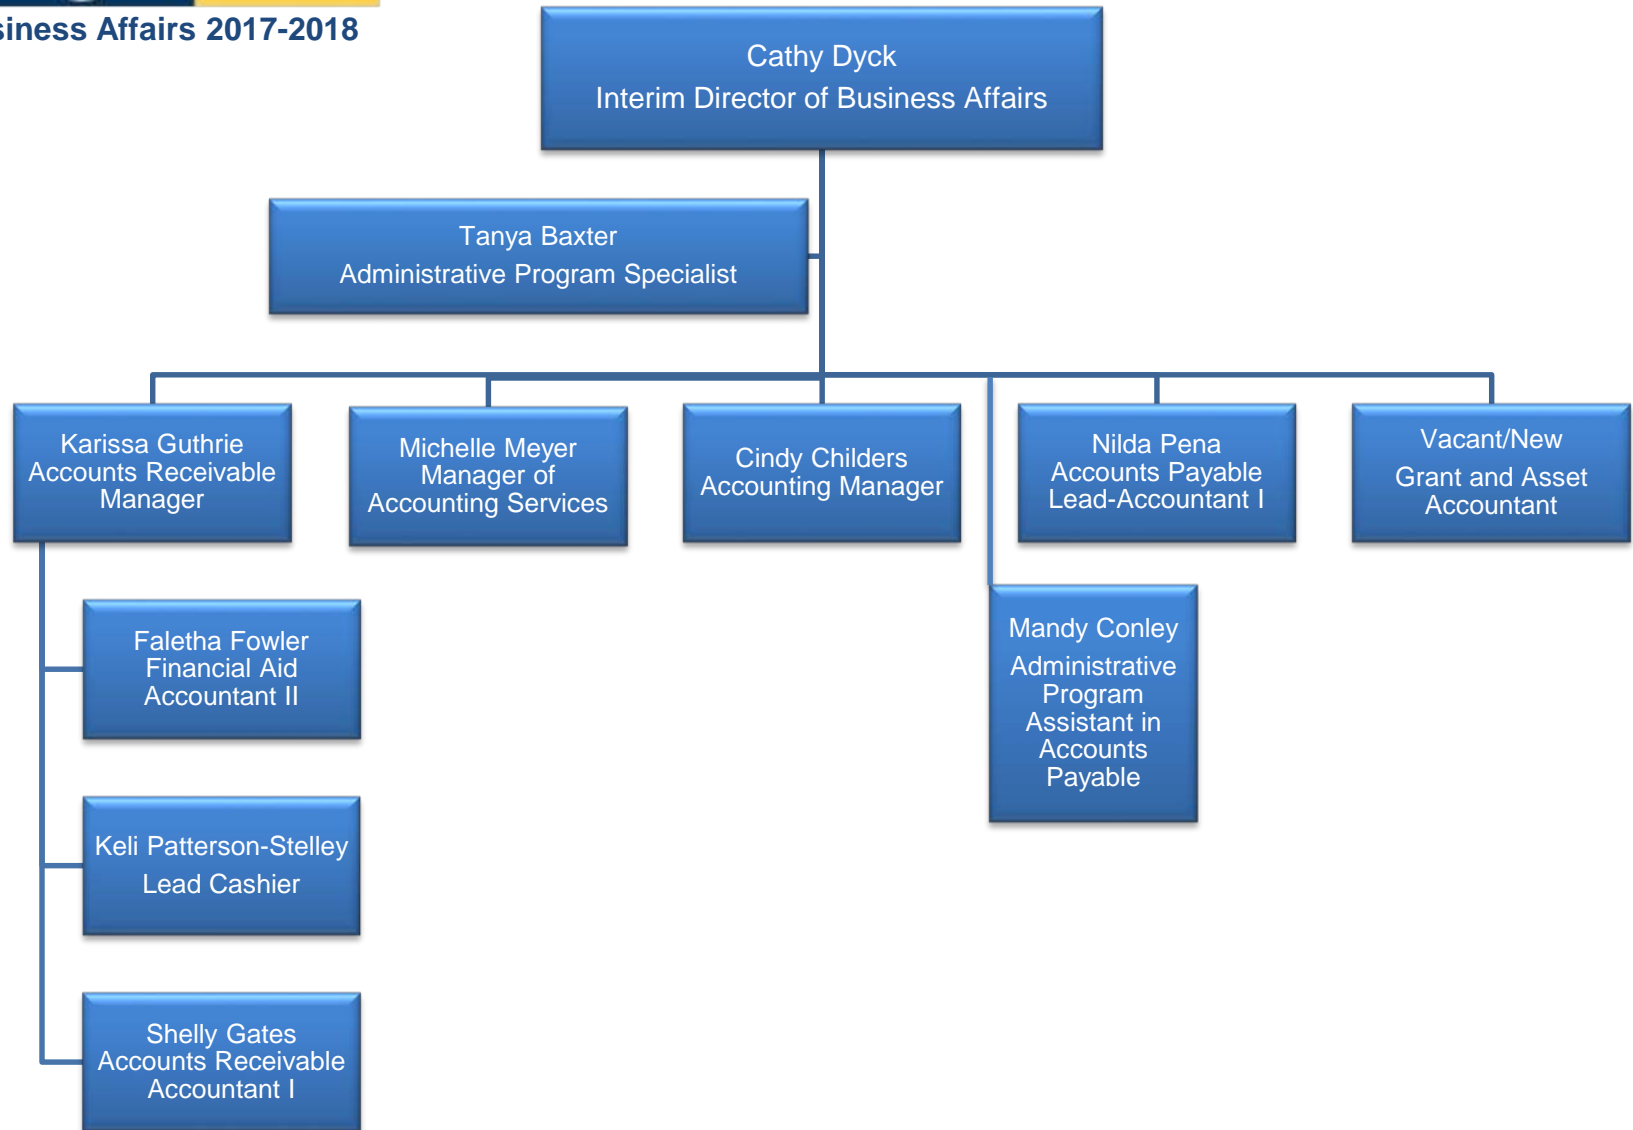 Business Affairs 2017-2018
Cathy Dyck
Interim Director of Business Affairs
Tanya Baxter
Administrative Program Specialist
Karissa Guthrie
Accounts Receivable
Manager
Michelle Meyer
Manager of
Accounting Services
Cindy Childers
Accounting Manager
Nilda Pena
Accounts Payable
Lead-Accountant I
Vacant/New
Grant and Asset
Accountant
Faletha Fowler
Financial Aid
Accountant II
Mandy Conley
Administrative
Program
Assistant in
Accounts
Payable
Keli Patterson-Stelley
Lead Cashier
Shelly Gates
Accounts Receivable
Accountant I